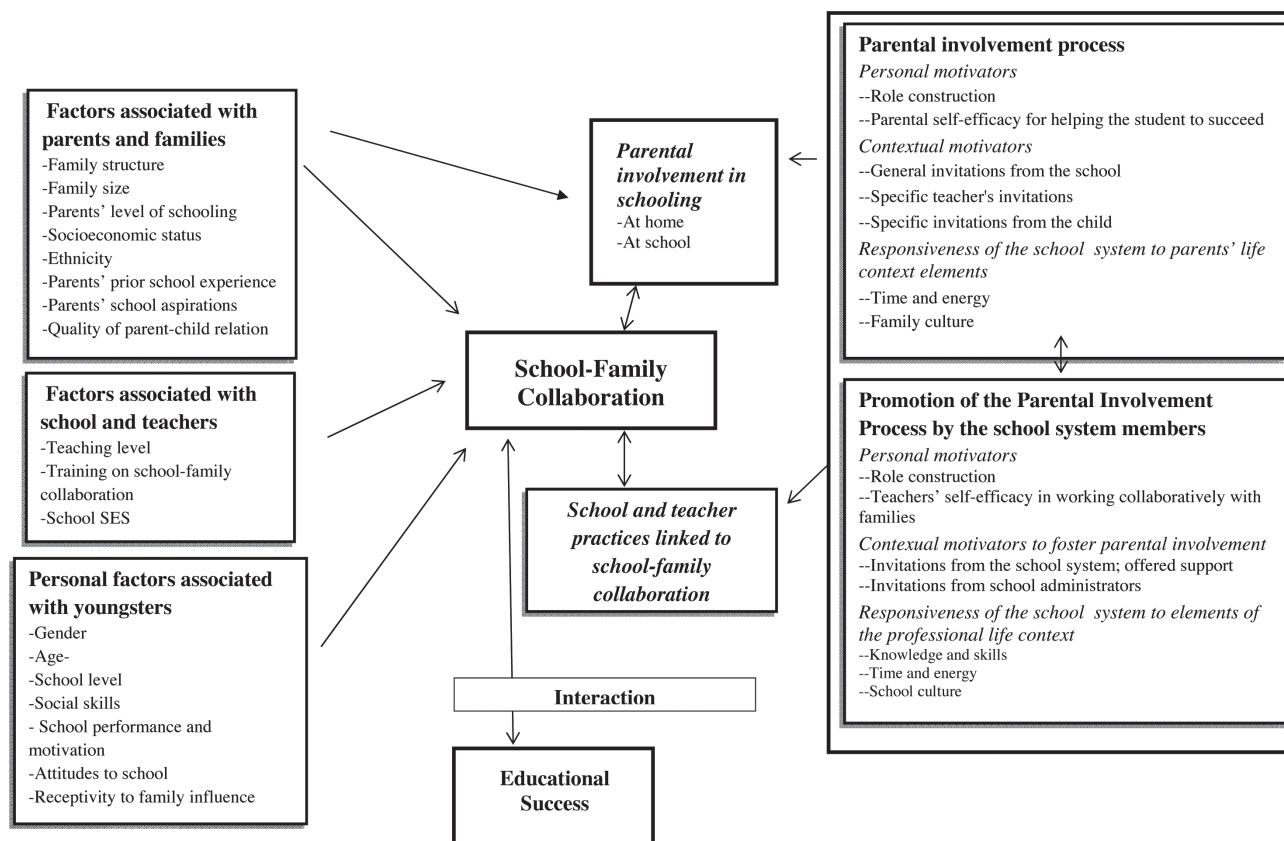 Factors associated with
parents and families
-Family structure
-Family size
-Parents' level of schooling
-Socioeconomic status
-Ethnicity
-Parents' prior school experience
-Parents' school aspirations
-Quality of parent-child relation
Factors associated with
school and teachers
-Teaching level
-Training on school-family
collaboration
-School SES
Personal factors associated
with youngsters
-Gender
-Age-
-School level
-Social skills
- School performance and
motivation
-Attitudes to school
-Receptivity to family influence
Parental
involvement in
schooling
-At home
-At school
School-Family
Collaboration
School and teacher
practices linked to
school-family
collaboration
Interaction
Educational
Success
Parental involvement process
Personal motivators
--Role construction
--Parental self-efficacy for helping the student to succeed
Contextual motivators
--General invitations from the school
--Specific teacher's invitations
--Specific invitations from the child
Responsiveness of the school system to parents' life
context elements
--Time and energy
--Family culture
Promotion of the Parental Involvement
Process by the school system members
Personal motivators
--Role construction
--Teachers' self-efficacy in working collaboratively with
families
Contexual motivators to foster parental involvement
--Invitations from the school system; offered support
--Invitations from school administrators
Responsiveness of the school system to elements of
the professional life context
--Knowledge and skills
--Time and energy
--School culture